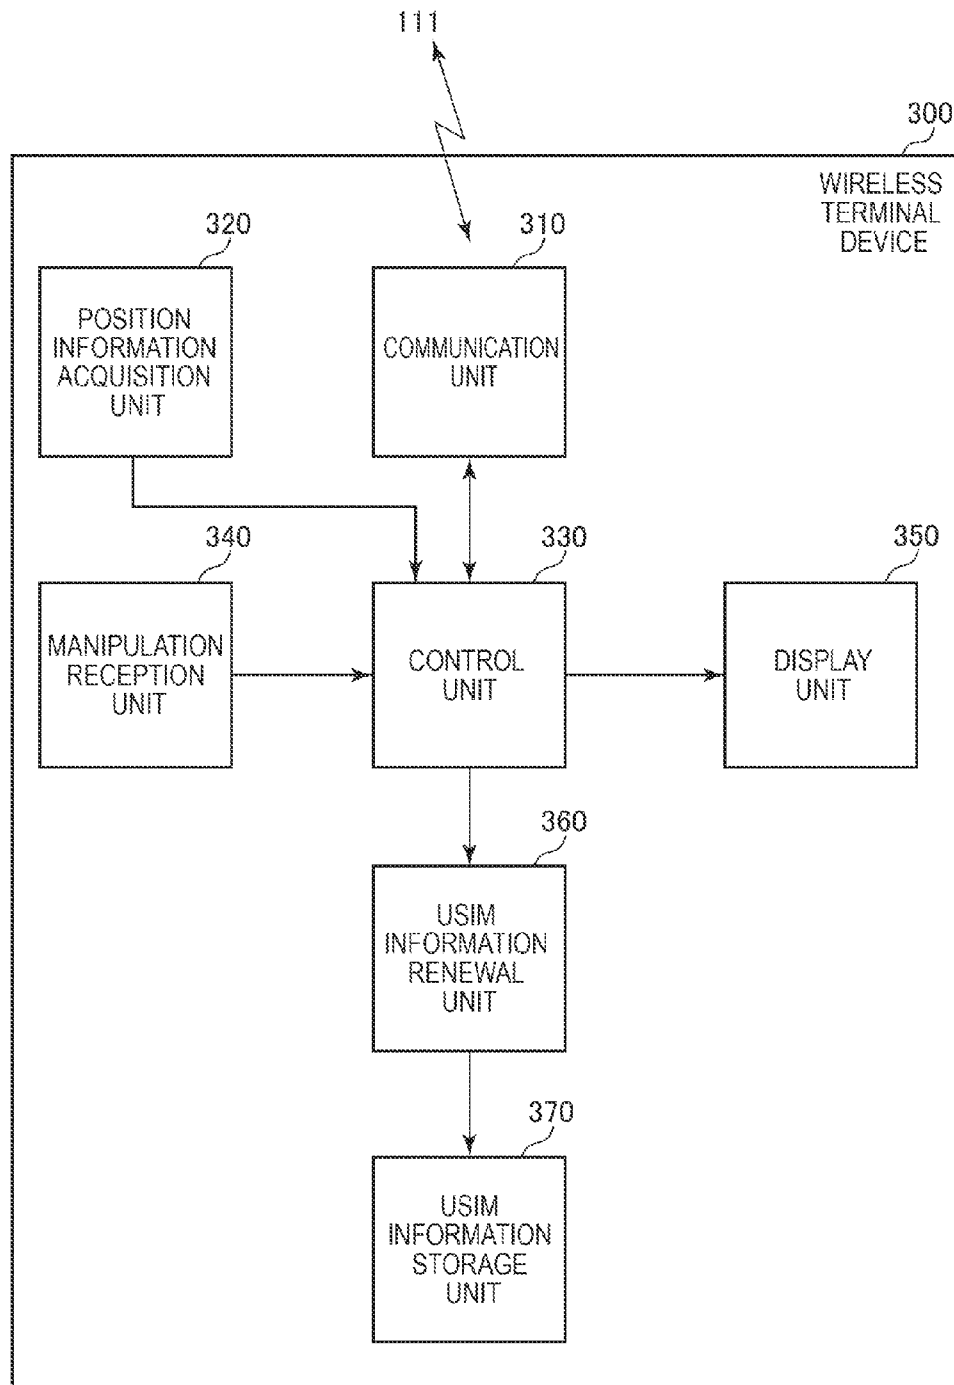 111
300
WIRELESS
TERMINAL
DEVICE
320
310
POSITION
INFORMATION
ACQUISITION
UNIT
COMMUNICATION
UNIT
340
330
350
MANIPULATION
RECEPTION
UNIT
CONTROL
UNIT
DISPLAY
UNIT
360
USIM
INFORMATION
RENEWAL
UNIT
370
USIM
INFORMATION
STORAGE
UNIT